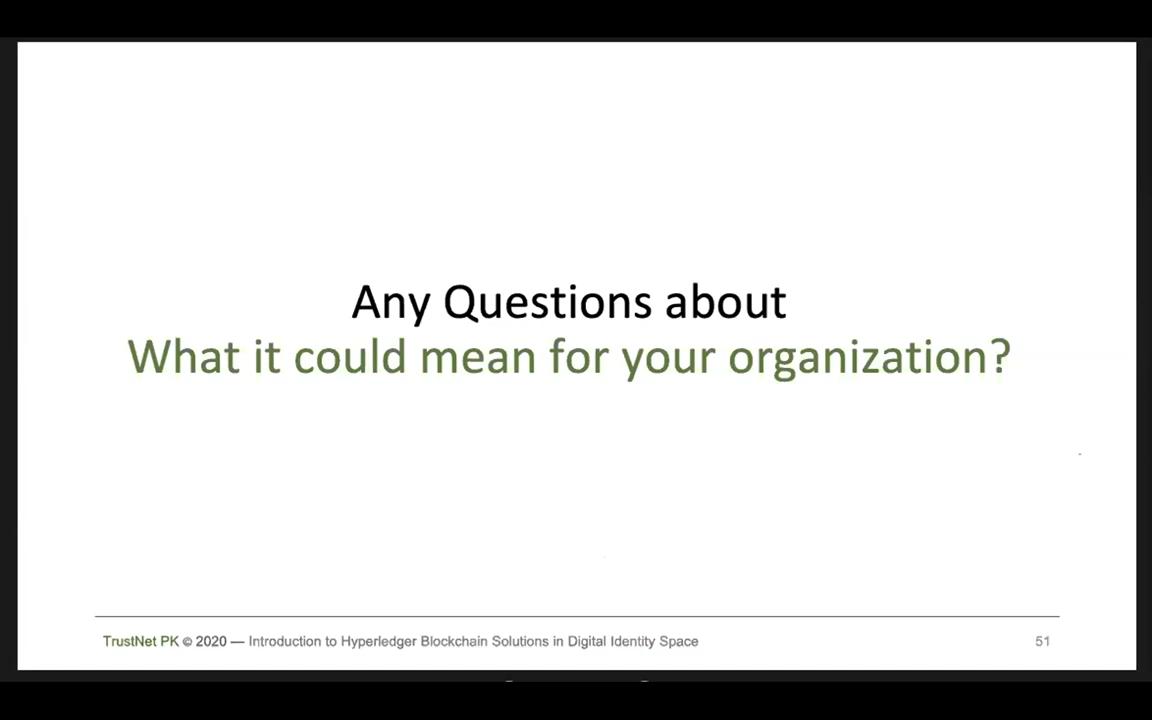 Any Questions about
What it could mean for your organization?
TrustNet PK © 2020 — Introduction to Hyperledger Blockchain Solutions in Digital Identity Space 51